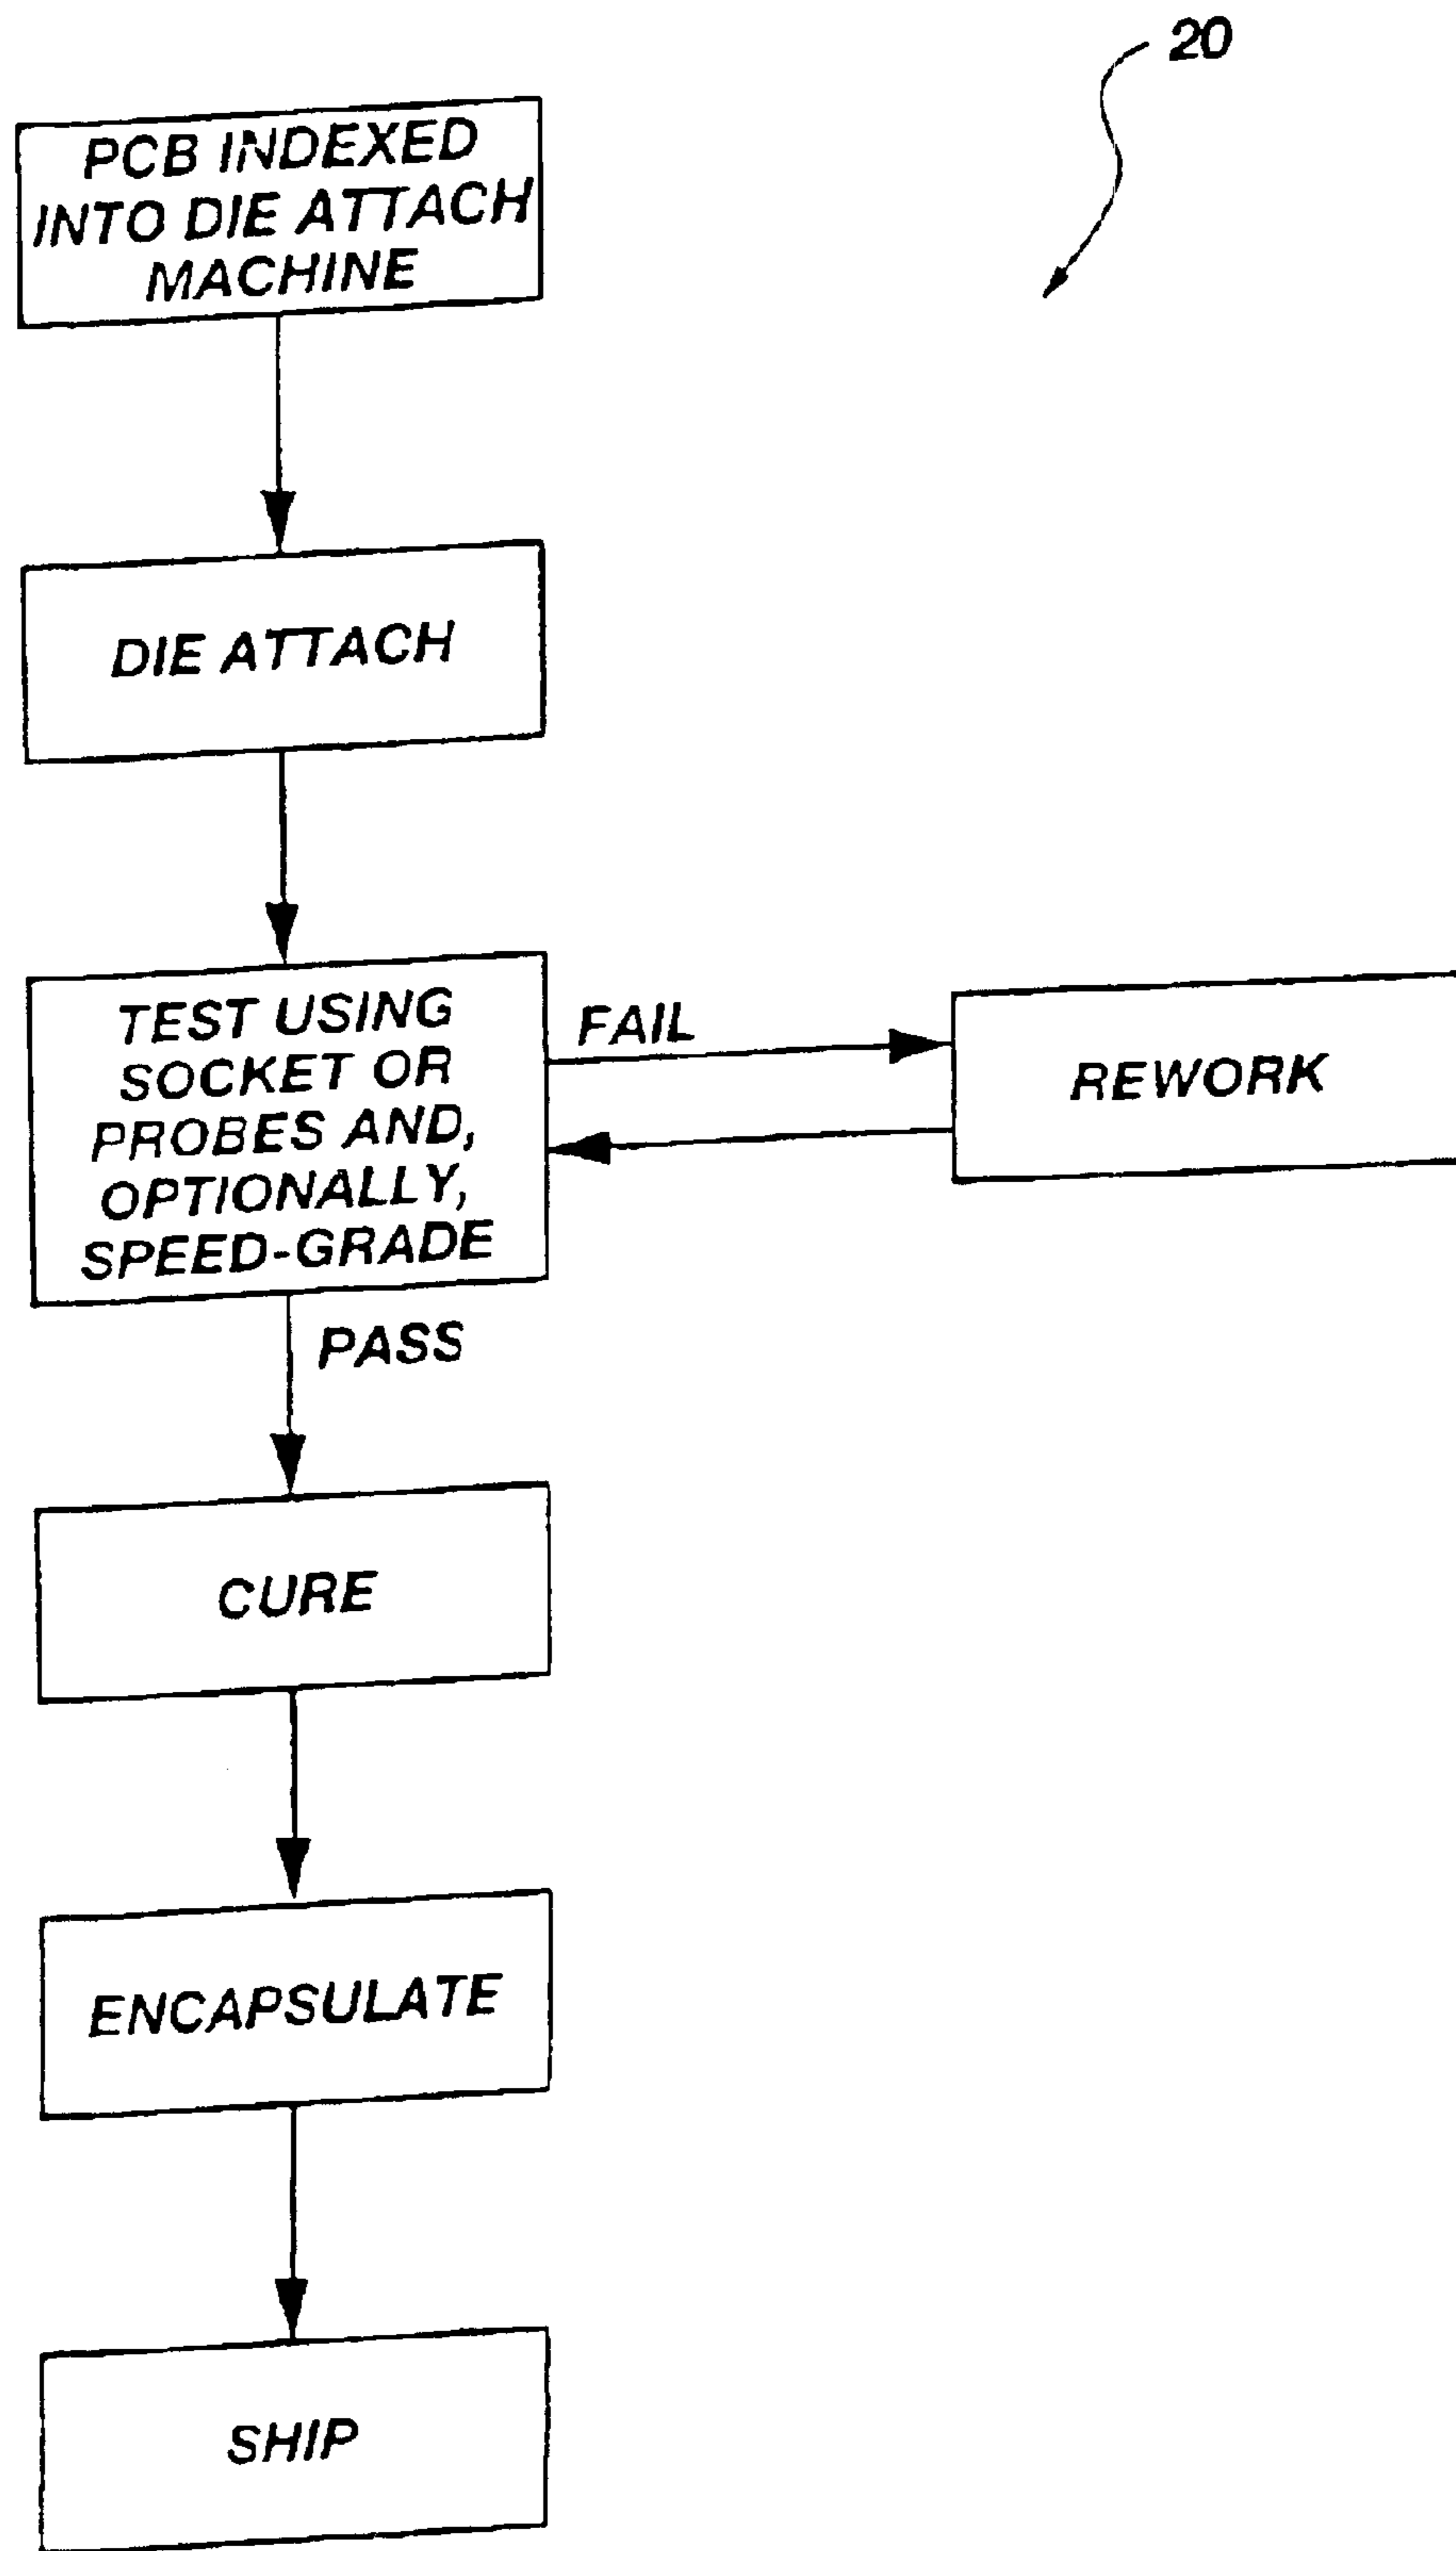 20
PCB INDEXED
INTO DIE ATTACH
MACHINE
DIE ATTACH
TEST USING
SOCKET OR
PROBES AND,
OPTIONALLY,
SPEED-GRADE
FAIL
REWORK
PASS
CURE
ENCAPSULATE
SHIP